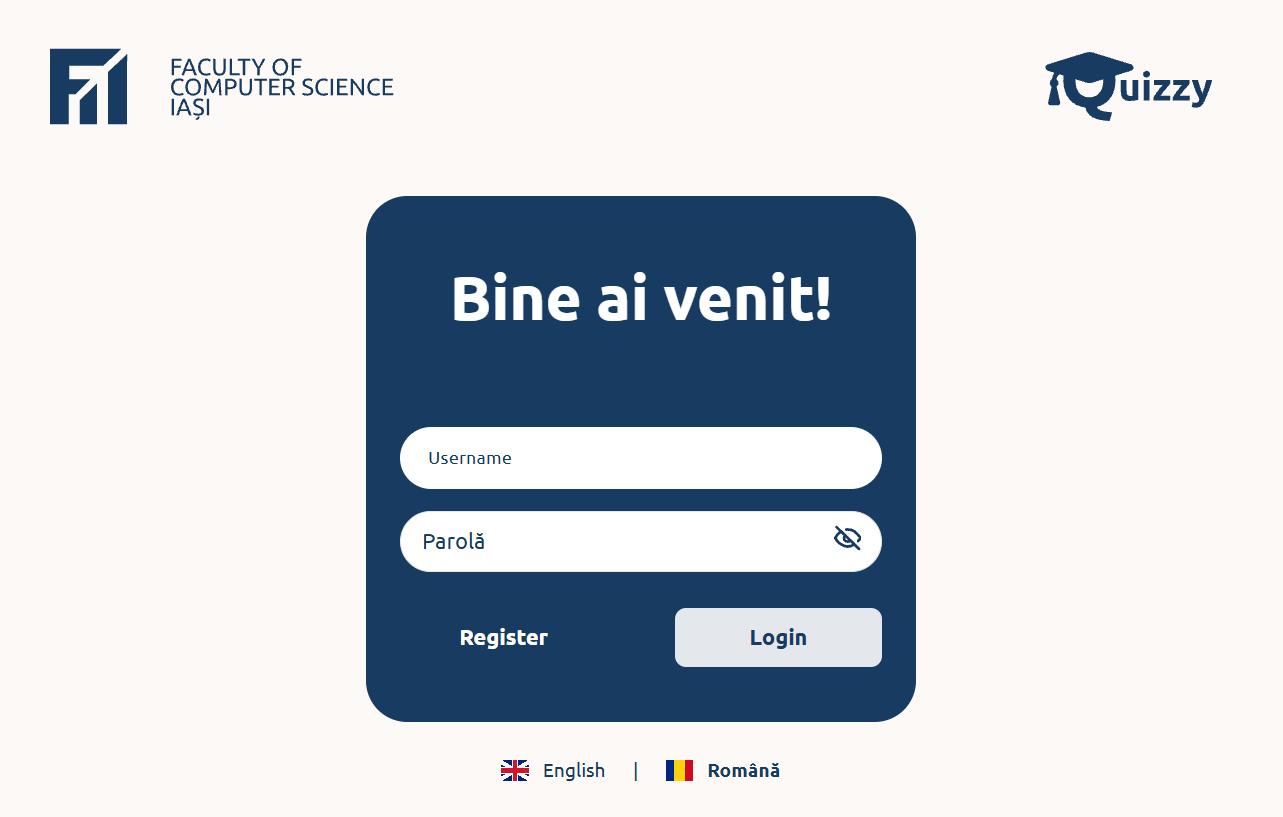 FACULTY OF
COMPUTER SCIENCE
IAȘI
Quizzy
Bine ai venit!
Username
Parolă
Register
Login
English | Română